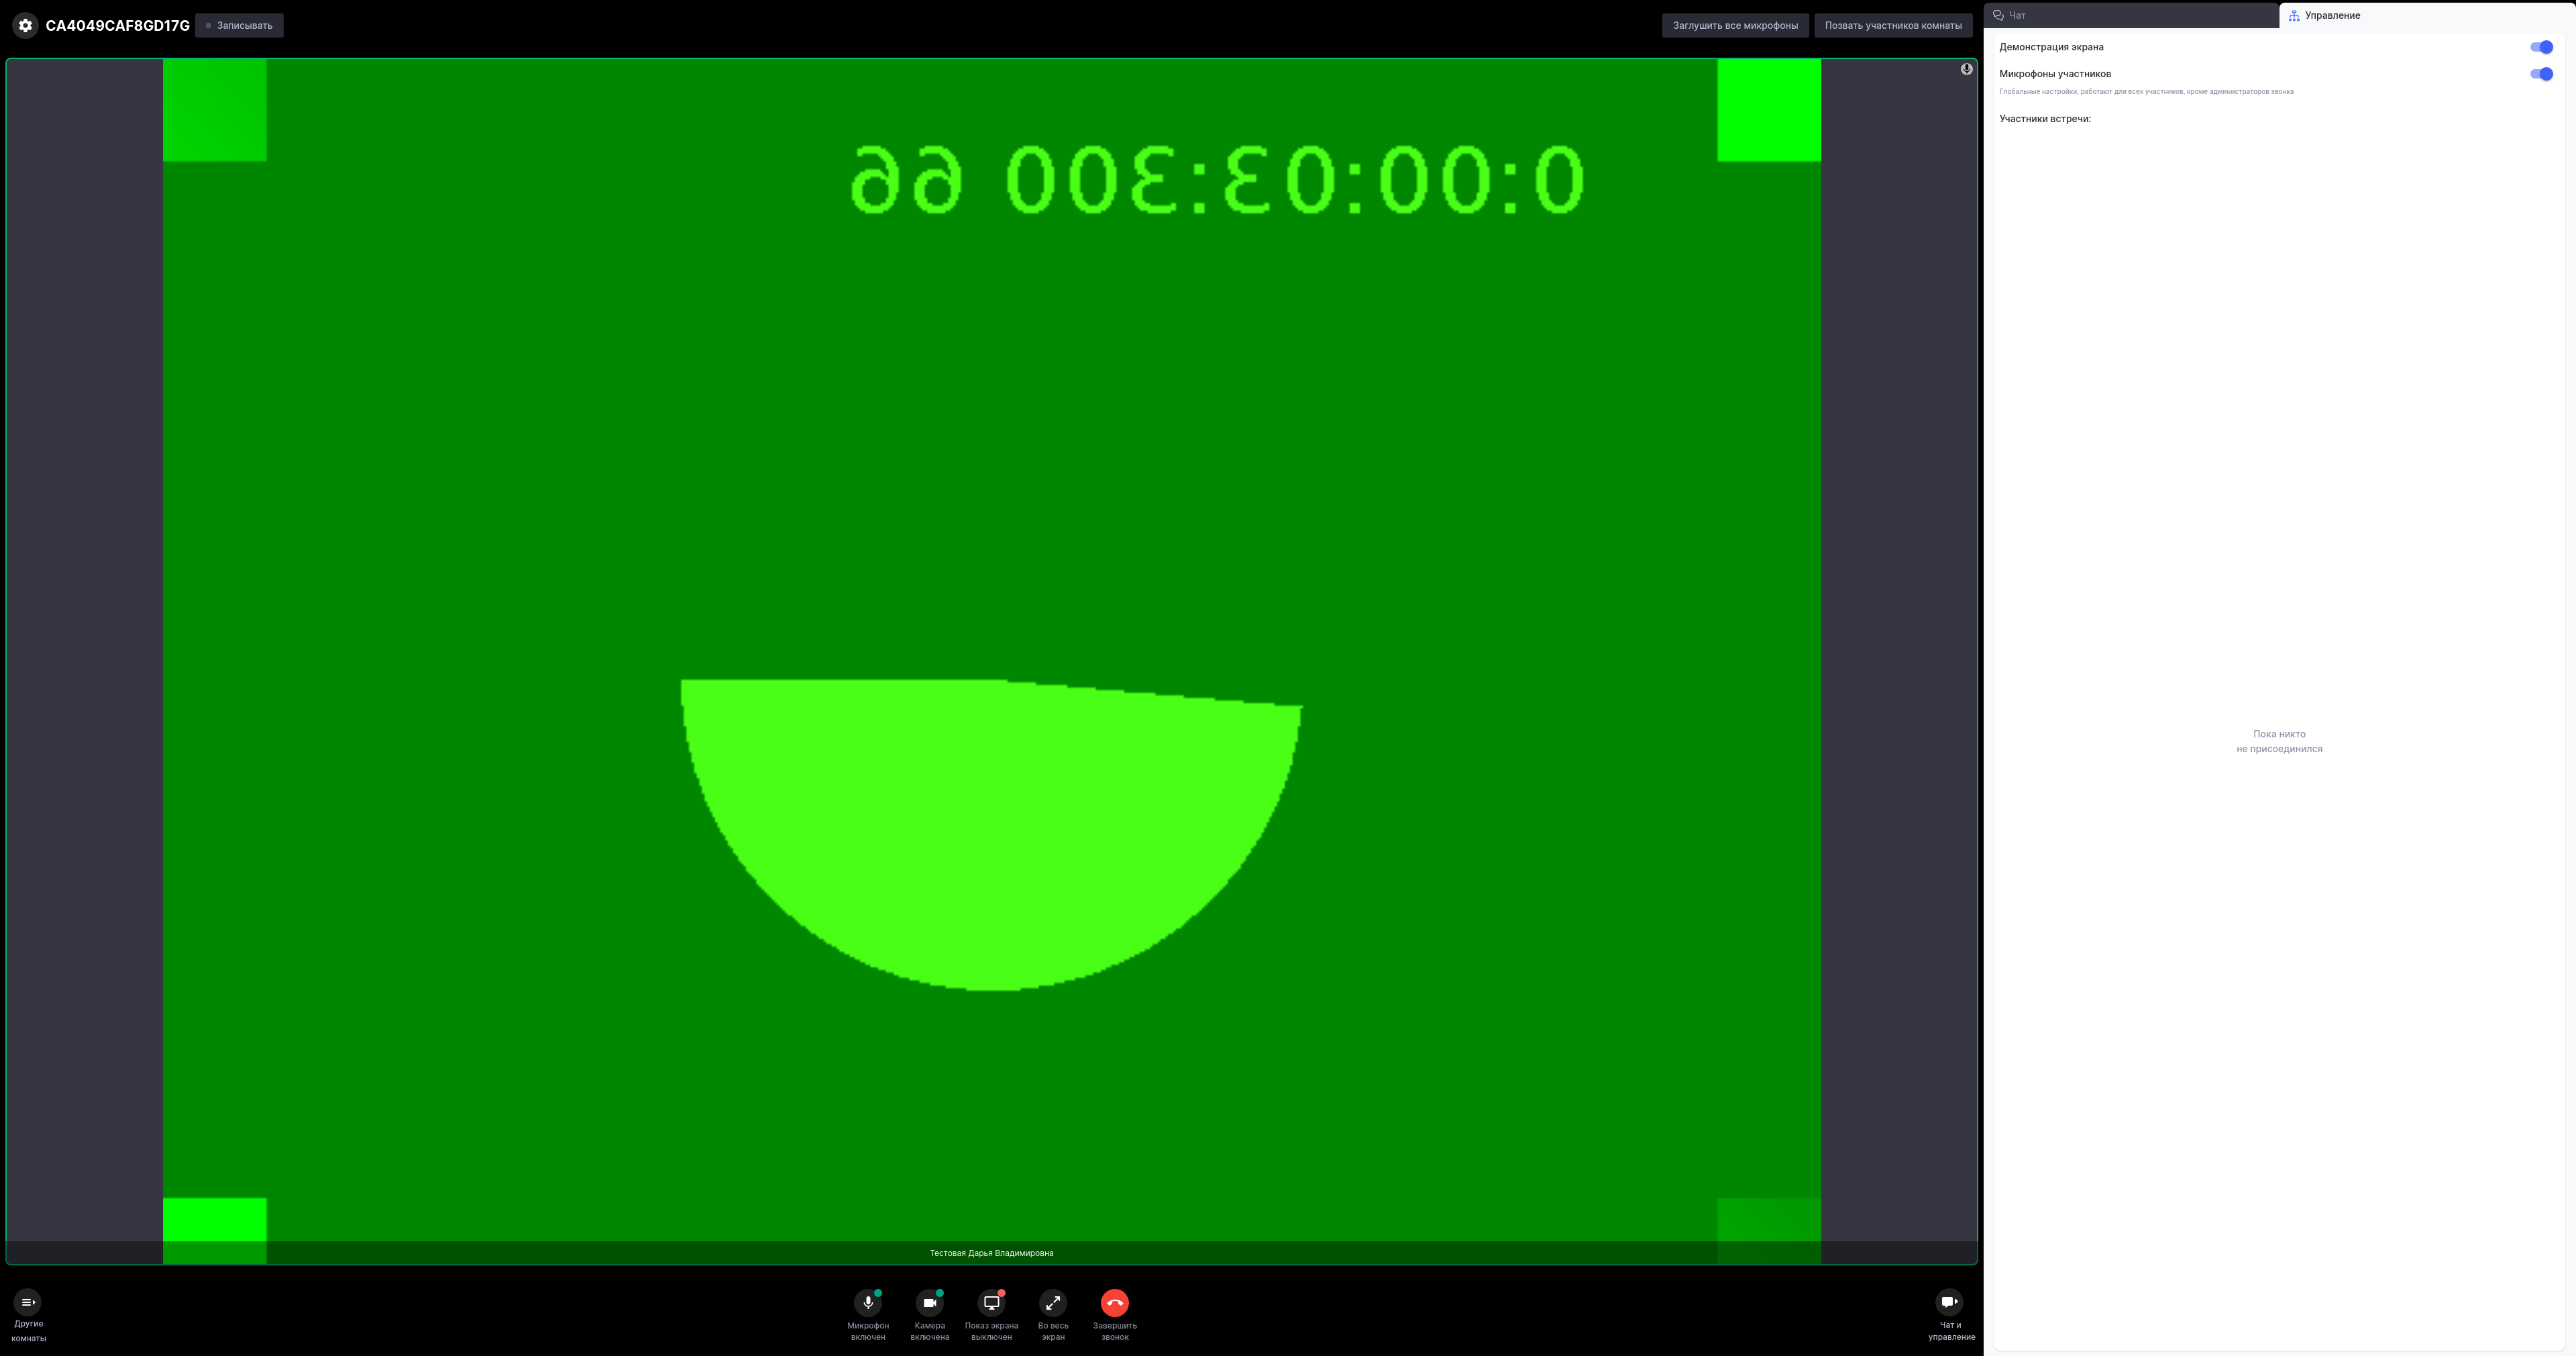 CA4049CAF8GD17G
Записывать
Заглушить все микрофоны
Позвать участников комнаты
Чат
Управление
Демонстрация экрана
Микрофоны участников
Глобальные настройки, работают для всех участников, кроме администраторов звонка
Участники встречи:
0:00:03:300 66
Пока никто
не присоединился
Тестовая Дарья Владимировна
Другие
комнаты
Микрофон
включен
Камера
включена
Показ экрана
выключен
Во весь
экран
Завершить
звонок
Чат и
управление